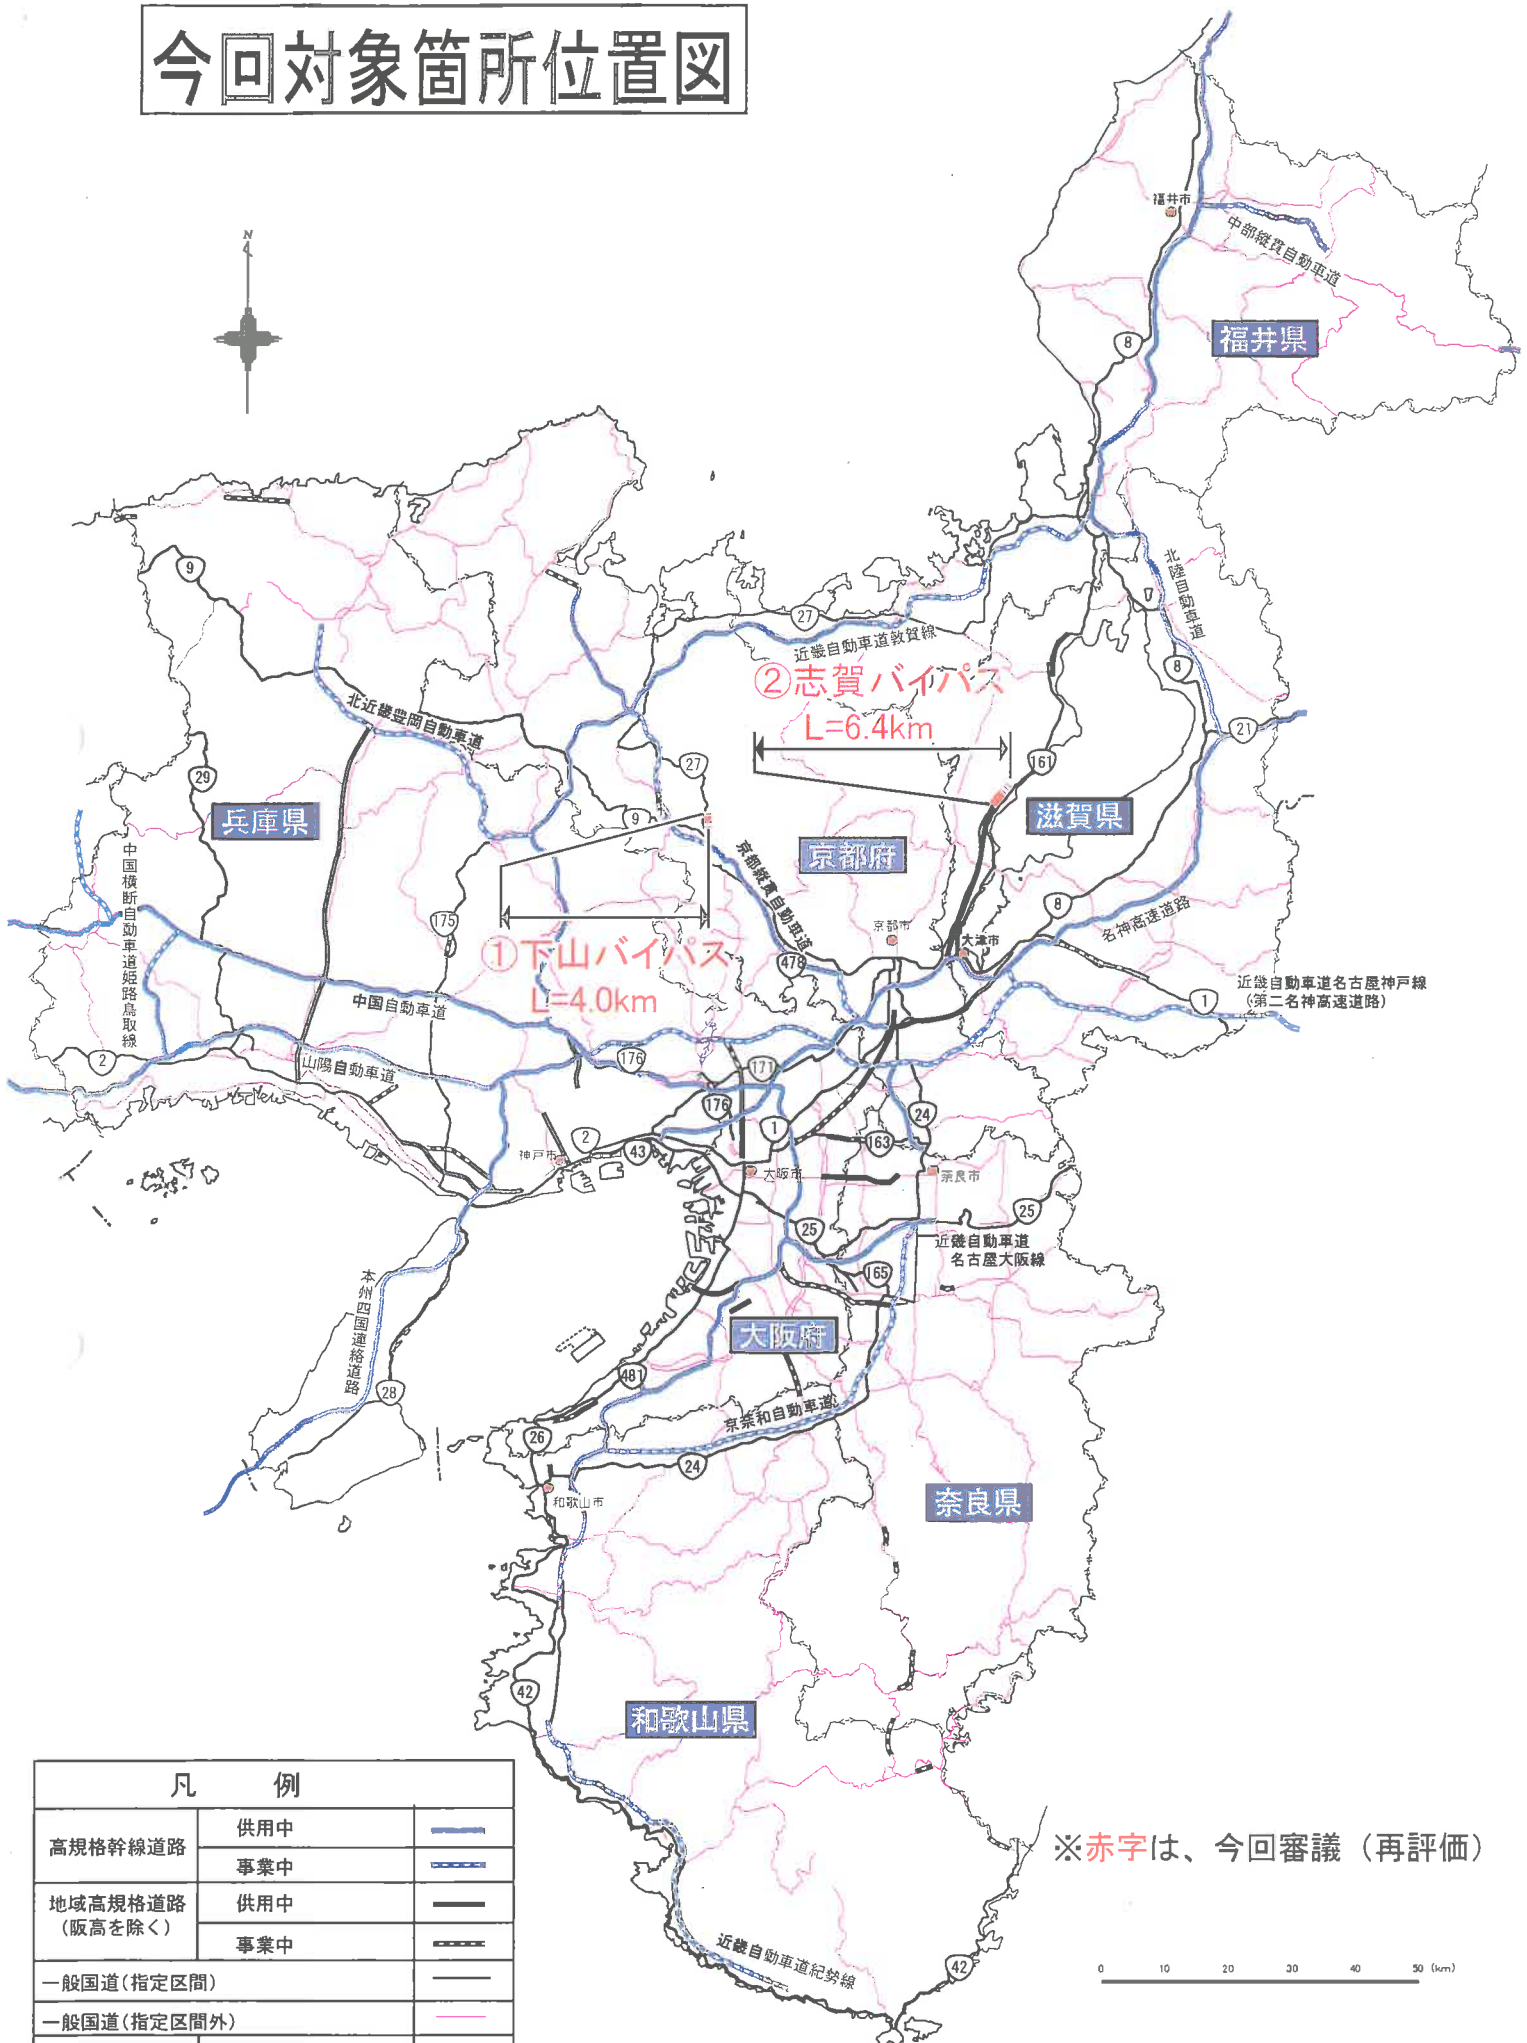 今回対象箇所位置図
N
福井市
中部縦貫自動車道
福井県
8
9
27
近畿自動車道敦賀線
北陸自動車道
8
②志賀バイパス
L=6.4km
21
北近畿豊岡自動車道
27
161
29
兵庫県
9
滋賀県
京都府
京都縦貫自動車道
中国横断自動車道姫路鳥取線
175
8
名神高速道路
京都市
大津市
①下山バイパス
L=4.0km
478
近畿自動車道名古屋神戸線
(第二名神高速道路)
1
中国自動車道
2
山陽自動車道
176
171
176
24
1
163
神戸市
2
43
大阪市
奈良市
25
25
近畿自動車道
名古屋大阪線
165
本州四国連絡道路
大阪府
28
481
京奈和自動車道
26
24
和歌山市
奈良県
42
和歌山県
※赤字は、今回審議（再評価）
近畿自動車道紀勢線
42
0 10 20 30 40 50 (km)
凡 例
高規格幹線道路
供用中
事業中
地域高規格道路
(阪高を除く)
供用中
事業中
一般国道(指定区間)
一般国道(指定区間外)